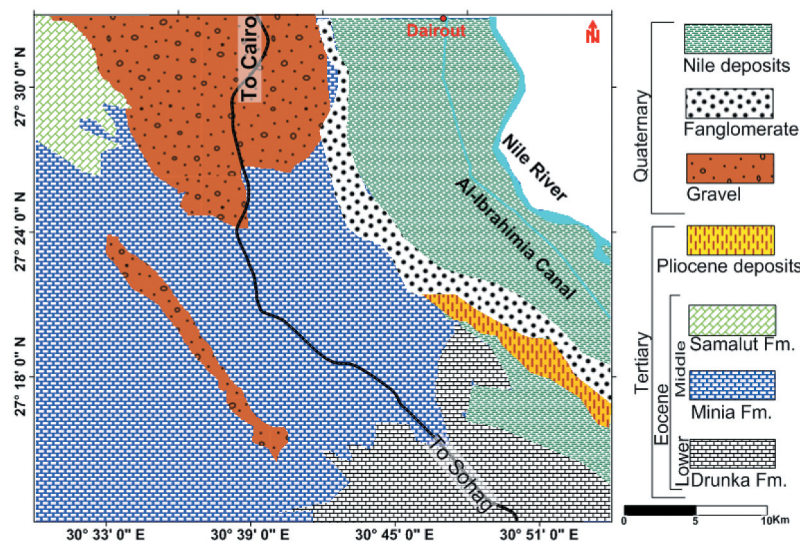 To Cairo
Dairout
N
27° 30' 0" N
Nile River
Al-Ibrahimia Canal
27° 24' 0" N
27° 18' 0" N
To Sohag
30° 33' 0" E
30° 39' 0" E
30° 45' 0" E
30° 51' 0" E
Quaternary
Nile deposits
Fanglomerate
Gravel
Tertiary
Pliocene deposits
Eocene
Middle
Samalut Fm.
Minia Fm.
Lower
Drunka Fm.
0 5 10Km